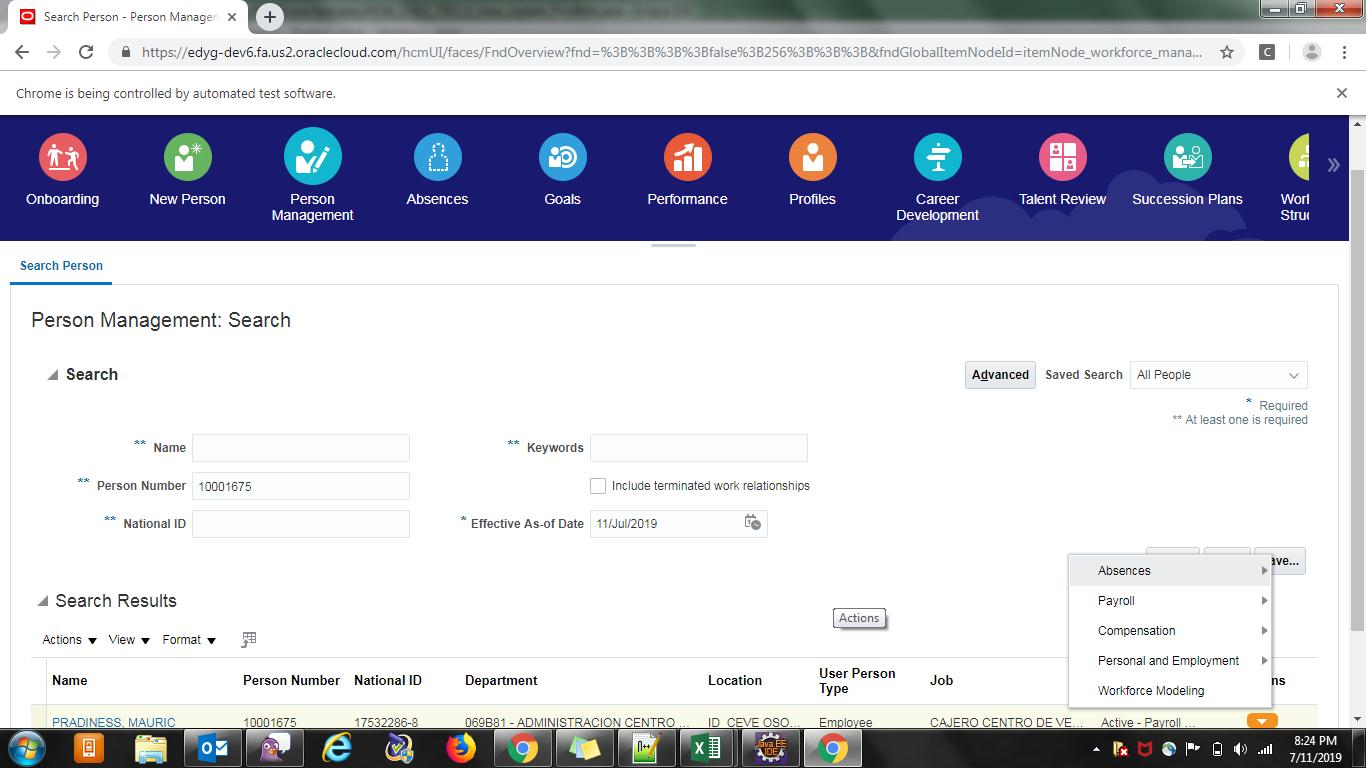 Search Person - Person Managen
https://edyg-dev6.fa.us2.oraclecloud.com/hcmUI/faces/FndOverview?fnd=%3B%3B%3B%3Bfalse%3B256%3B%3B%3B&fndGlobalItemNodeId=itemNode_workforce_mana...
Chrome is being controlled by automated test software.
Onboarding
New Person
Person
Management
Absences
Goals
Performance
Profiles
Career
Development
Talent Review
Succession Plans
Search Person
Person Management: Search
Search
Advanced Saved Search All People
* Required
** At least one is required
** Name
** Keywords
** Person Number 10001675
Include terminated work relationships
** National ID
* Effective As-of Date 11/Jul/2019
ave...
Absences
Payroll
Compensation
Personal and Employment
Workforce Modeling
Search Results
Actions
Actions View Format
Name Person Number National ID Department Location User Person Type Job
PRADINESS, MAURIC 10001675 17532286-8 069B81 - ADMINISTRACION CENTRO ... ID_CEVE OSO... Employee CAJERO CENTRO DE VE... Active - Payroll ...
8:24 PM
7/11/2019